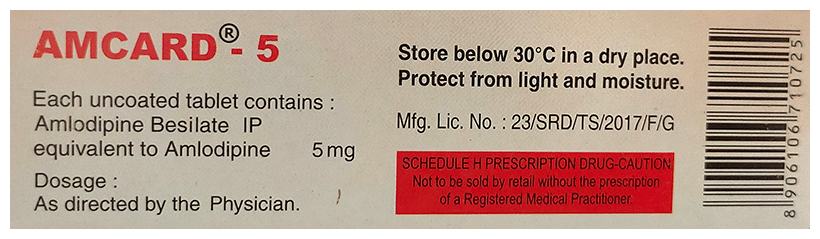 AMCARD®- 5
Each uncoated tablet contains :
Amlodipine Besilate IP
equivalent to Amlodipine 5 mg
Dosage :
As directed by the Physician.
Store below 30°C in a dry place.
Protect from light and moisture.
Mfg. Lic. No. : 23/SRD/TS/2017/F/G
SCHEDULE H PRESCRIPTION DRUG-CAUTION
Not to be sold by retail without the prescription
of a Registered Medical Practitioner.
8 906106 710725